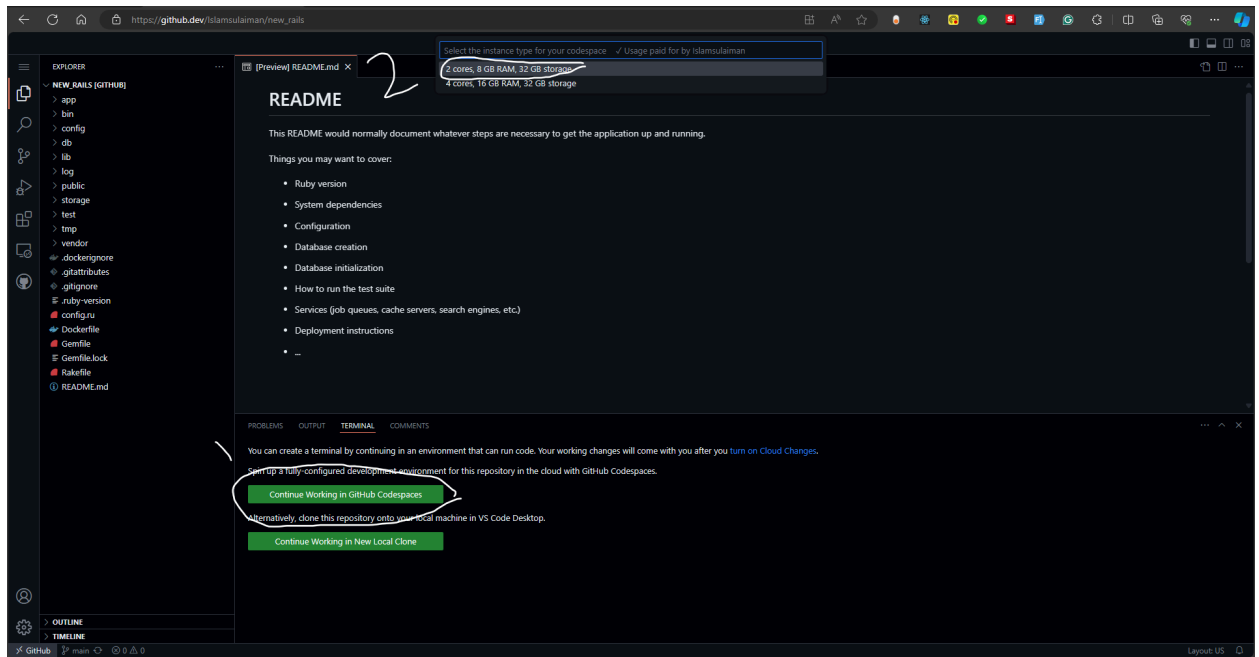 https://github.dev/Islamsulaiman/new_rails
Select the instance type for your codespace ✓ Usage paid for by Islamsulaiman
2 cores, 8 GB RAM, 32 GB storage
4 cores, 16 GB RAM, 32 GB storage
EXPLORER
NEW_RAILS [GITHUB]
app
bin
config
db
lib
log
public
storage
test
tmp
vendor
.dockerignore
.gitattributes
.gitignore
.ruby-version
config.ru
Dockerfile
Gemfile
Gemfile.lock
Rakefile
README.md
OUTLINE
TIMELINE
[Preview] README.md
2
README
This README would normally document whatever steps are necessary to get the application up and running.
Things you may want to cover:
• Ruby version
• System dependencies
• Configuration
• Database creation
• Database initialization
• How to run the test suite
• Services (job queues, cache servers, search engines, etc.)
• Deployment instructions
• ...
PROBLEMS OUTPUT TERMINAL COMMENTS
You can create a terminal by continuing in an environment that can run code. Your working changes will come with you after you turn on Cloud Changes.
Spin up a fully-configured development environment for this repository in the cloud with GitHub Codespaces.
Continue Working in GitHub Codespaces
Alternatively, clone this repository onto your local machine in VS Code Desktop.
Continue Working in New Local Clone
GitHub main 0 0
Layout: US